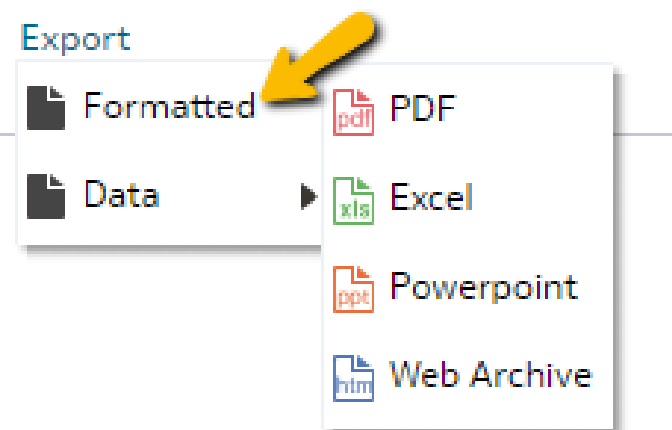 Export
Formatted
Data
pdf PDF
xls Excel
ppt Powerpoint
htm Web Archive